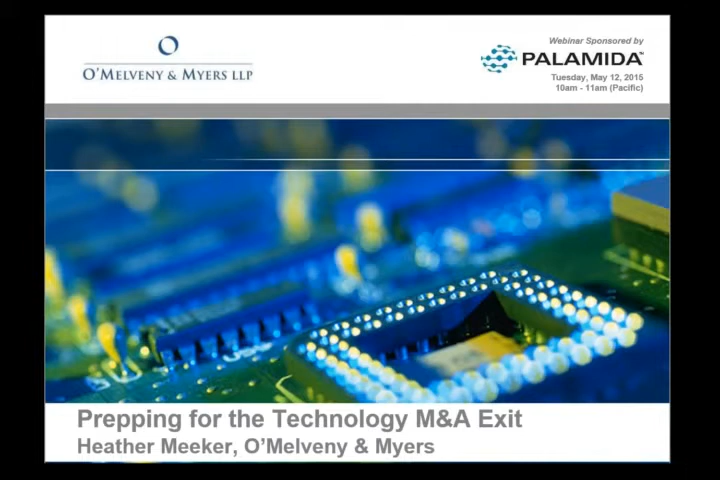 O'MELVENY & MYERS LLP
Webinar Sponsored by
PALAMIDA™
Tuesday, May 12, 2015
10am - 11am (Pacific)
Prepping for the Technology M&A Exit
Heather Meeker, O'Melveny & Myers